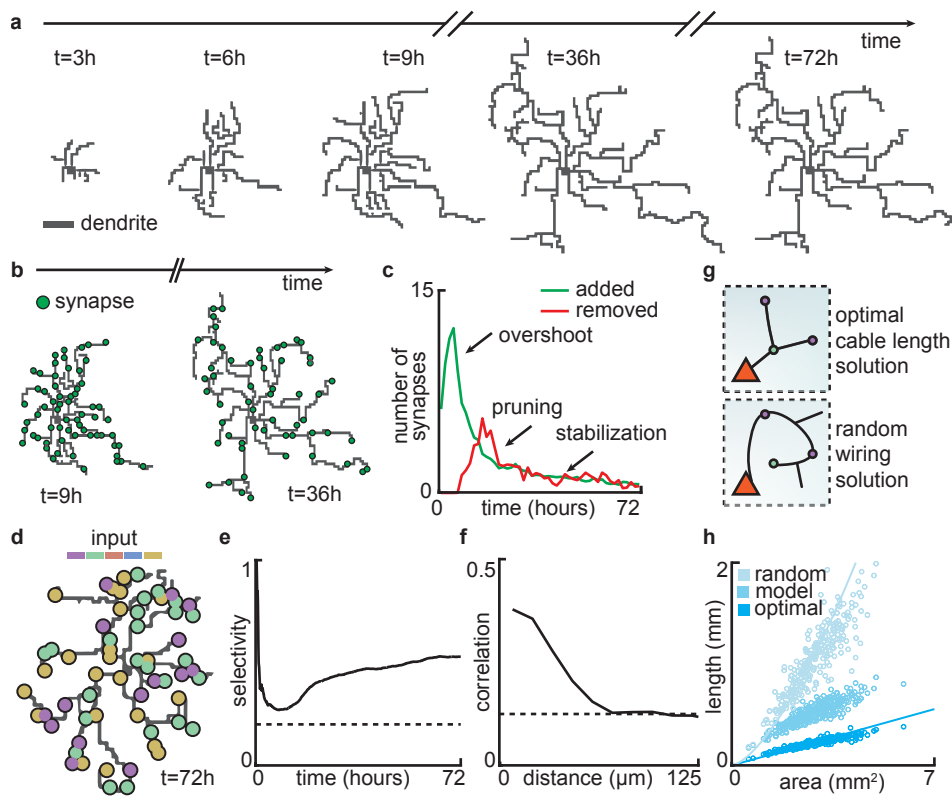 a
time
t=3h
t=6h
t=9h
t=36h
t=72h
dendrite
b
time
synapse
t=9h
t=36h
c
15
added
removed
overshoot
pruning
stabilization
number of
synapses
0
0
time (hours)
72
g
optimal
cable length
solution
random
wiring
solution
d
input
t=72h
e
1
selectivity
0
0
time (hours)
72
f
0.5
correlation
0
0
distance (μm)
125
h
2
random
model
optimal
length (mm)
0
0
area (mm²)
7